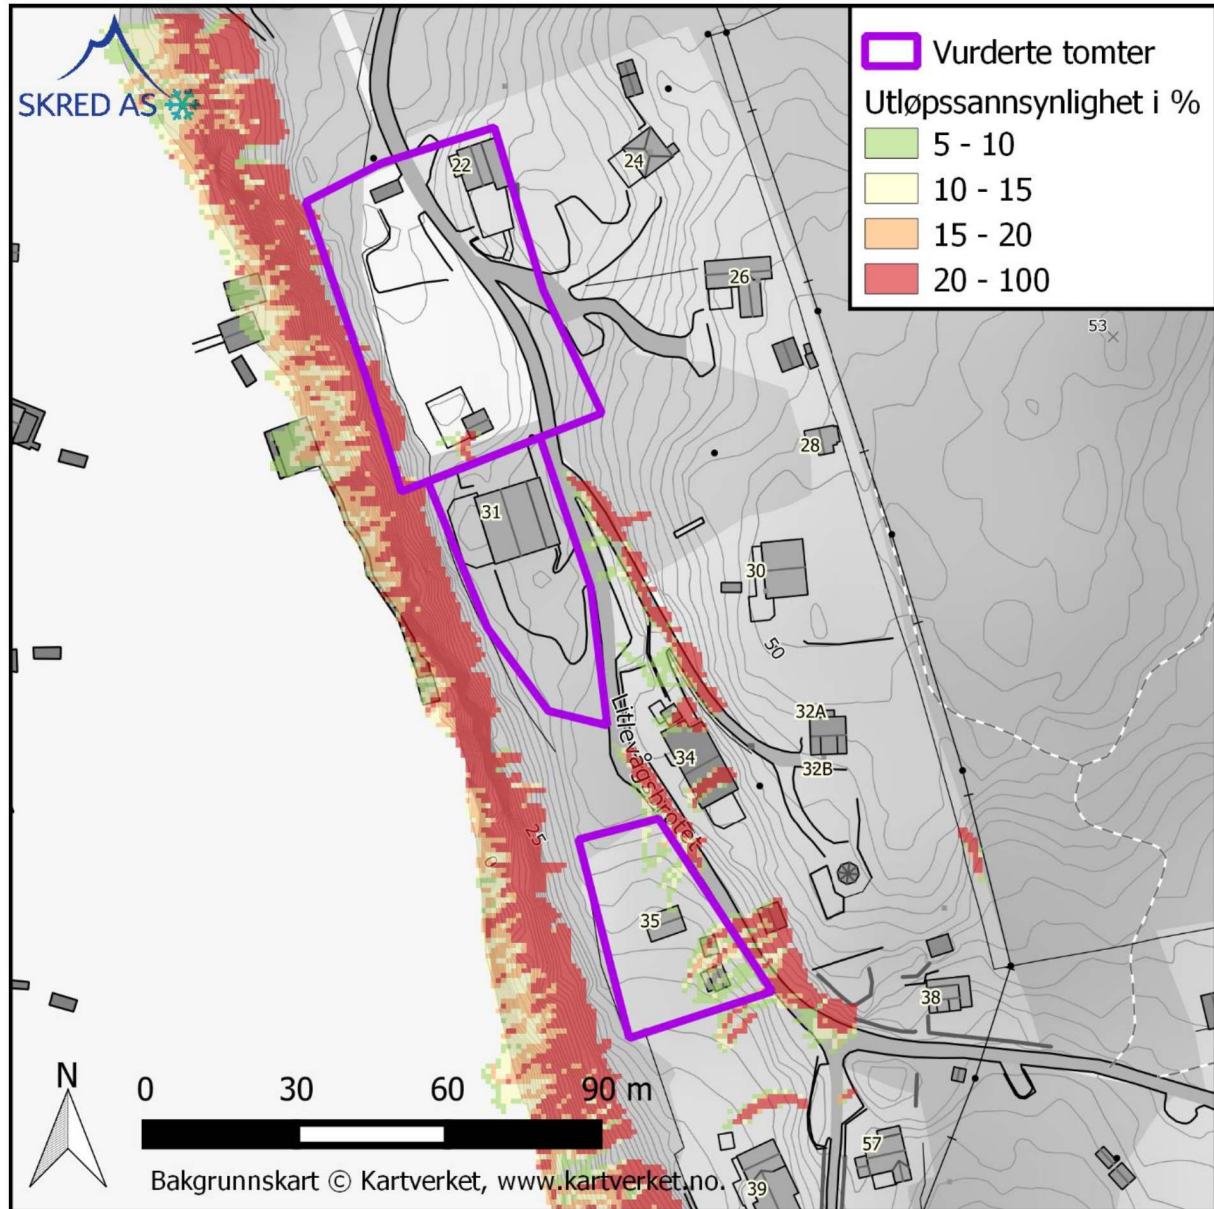 SKRED AS
Vurderte tomter
Utløpssannsynlighet i %
5 - 10
10 - 15
15 - 20
20 - 100
22
24
26
53
28
31
30
50
32A
32B
34
Litlevågsbrotet
25
0
35
38
N
0 30 60 90 m
57
39
Bakgrunnskart © Kartverket, www.kartverket.no.